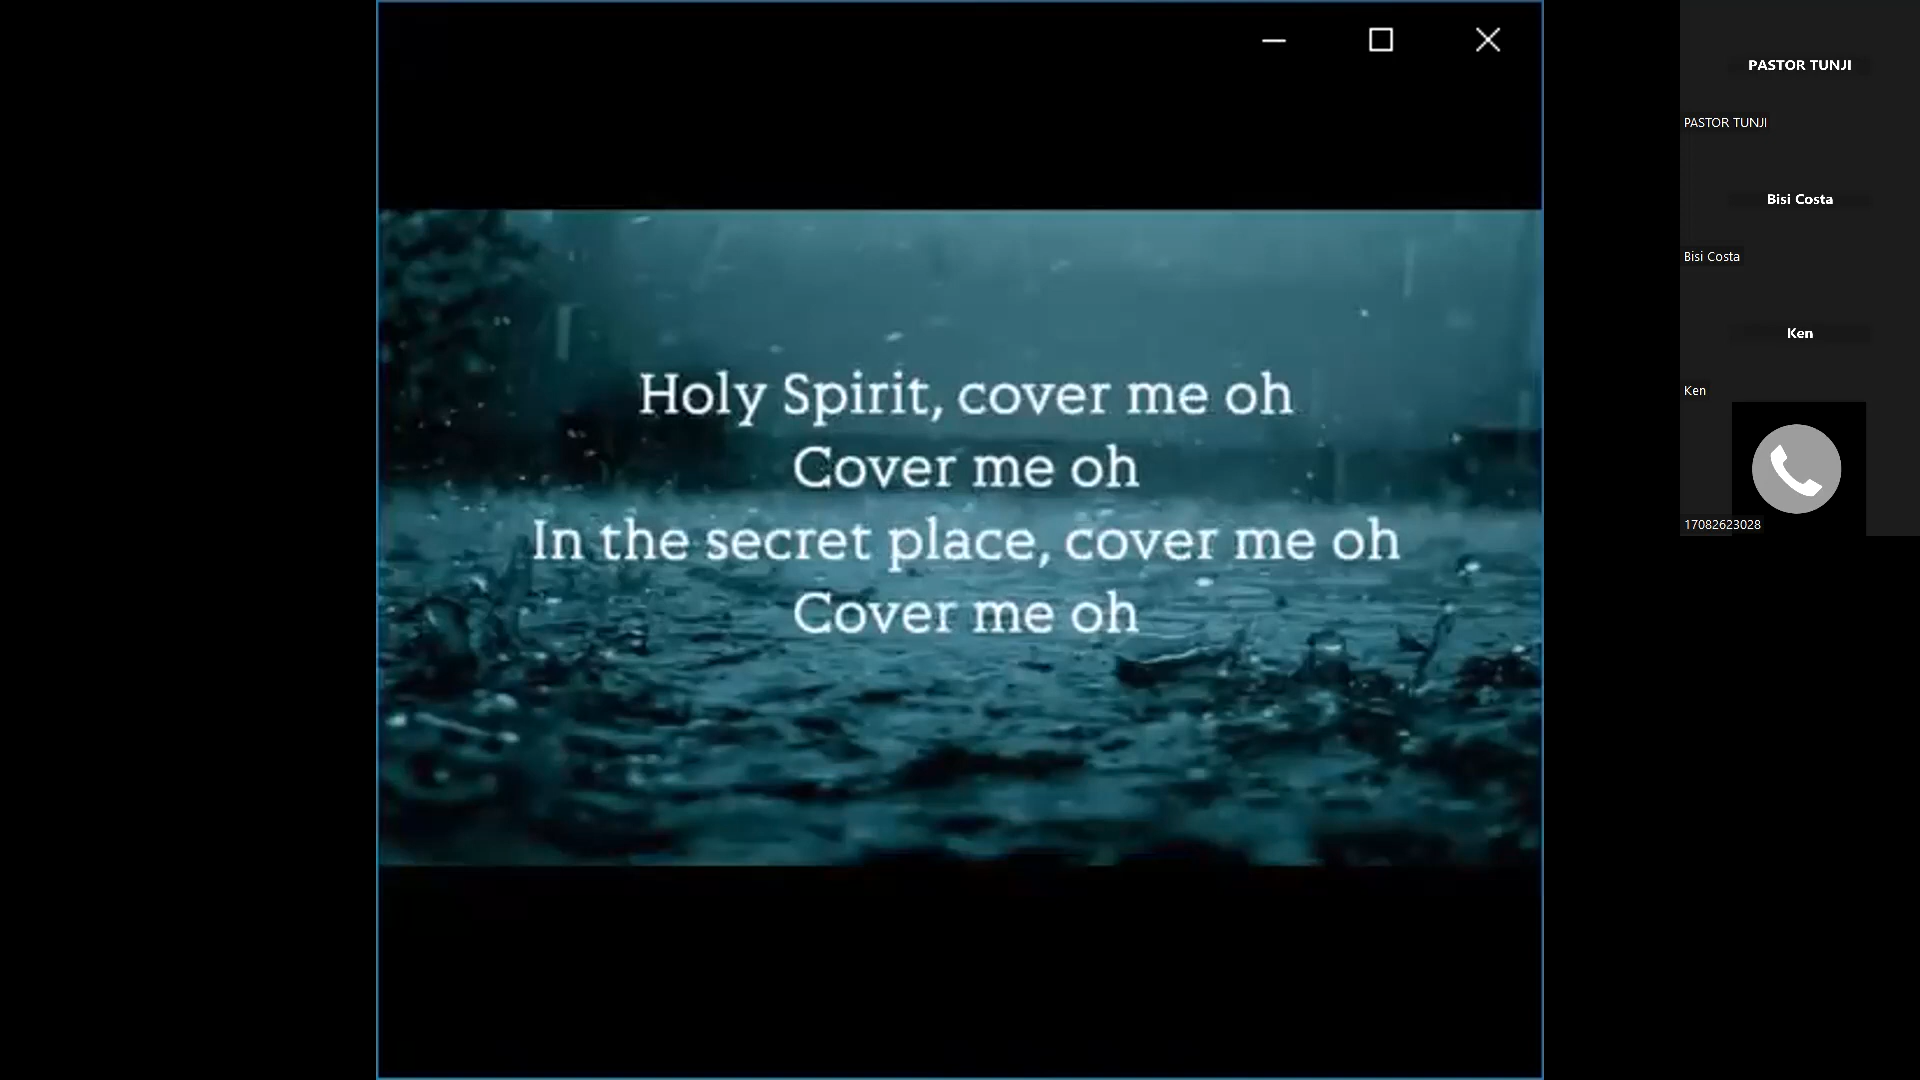 Holy Spirit, cover me oh
Cover me oh
In the secret place, cover me oh
Cover me oh
PASTOR TUNJI
PASTOR TUNJI
Bisi Costa
Bisi Costa
Ken
Ken
17082623028